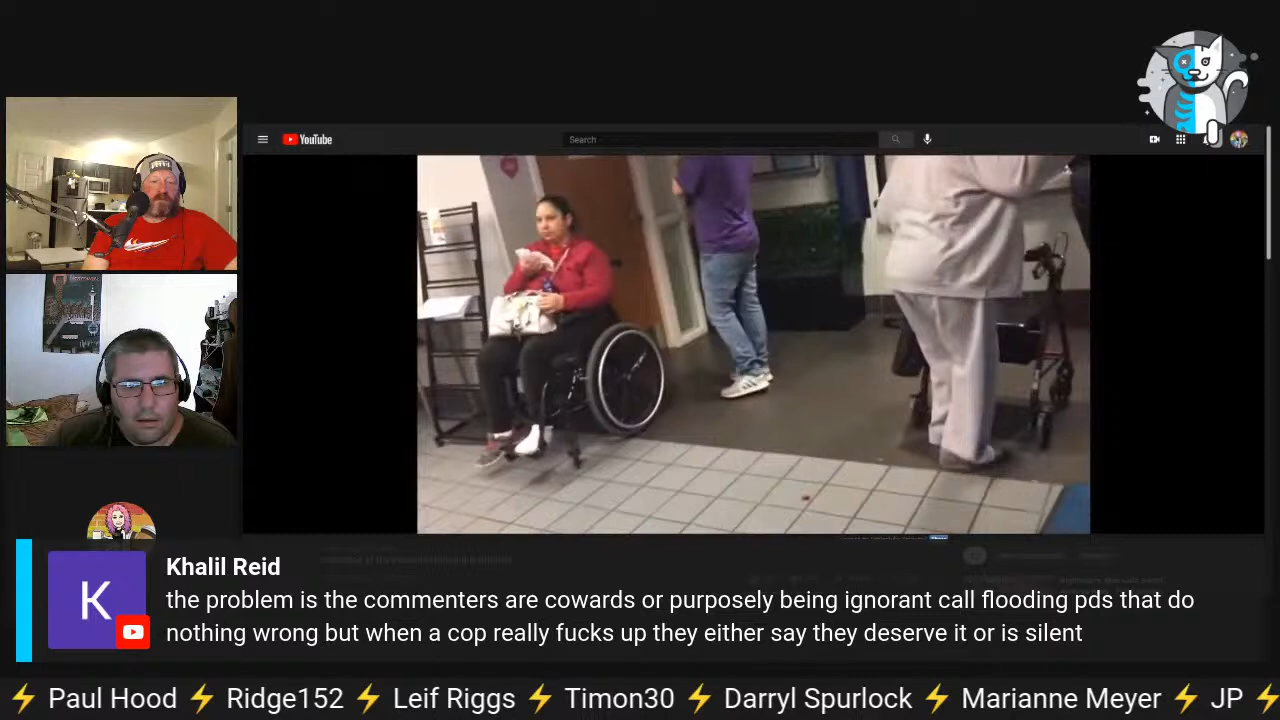 YouTube
Search
Khalil Reid
K
the problem is the commenters are cowards or purposely being ignorant call flooding pds that do
nothing wrong but when a cop really fucks up they either say they deserve it or is silent
⚡ Paul Hood ⚡ Ridge152 ⚡ Leif Riggs ⚡ Timon30 ⚡ Darryl Spurlock ⚡ Marianne Meyer ⚡ JP ⚡